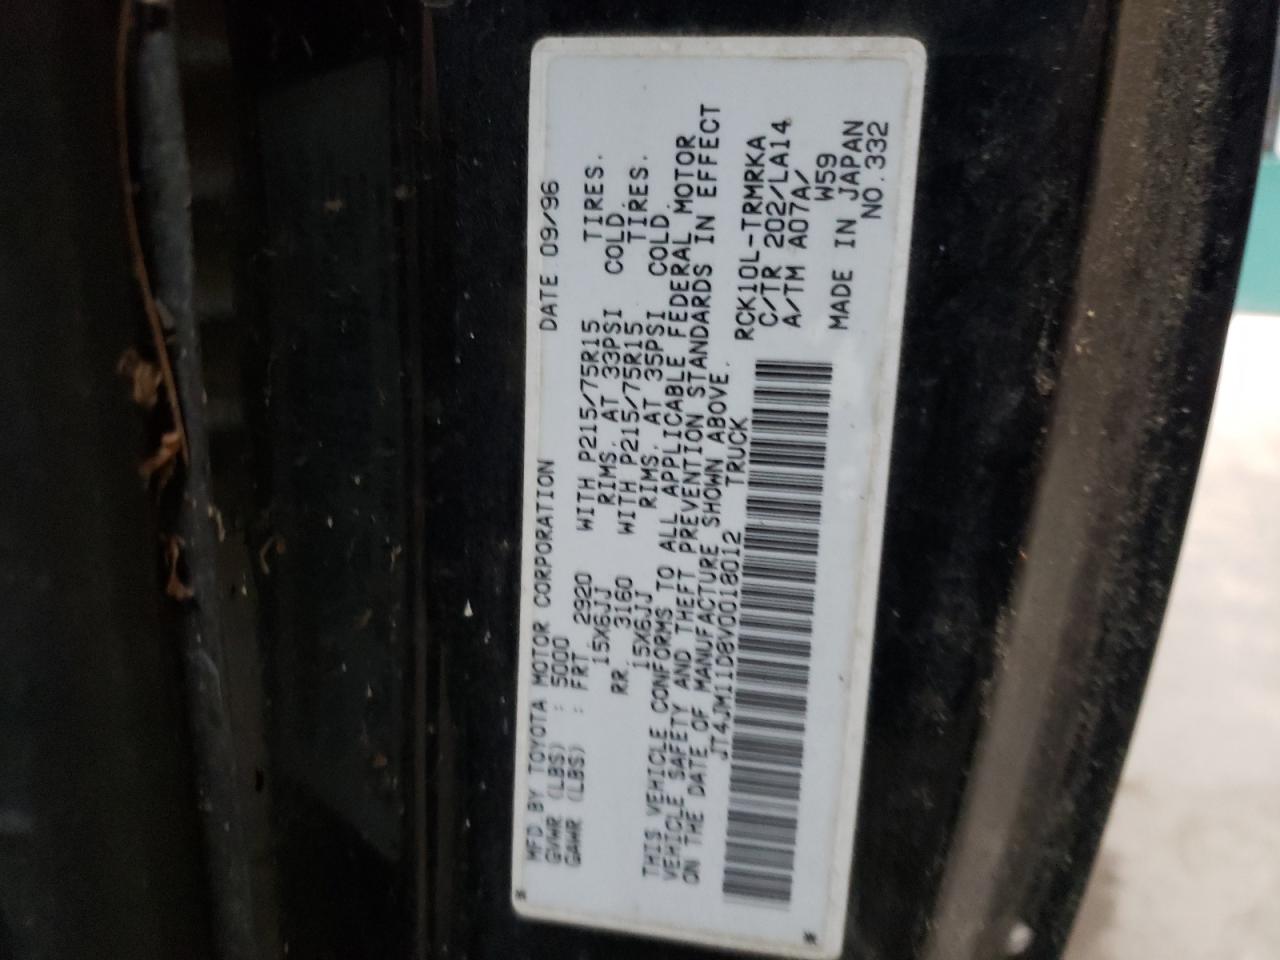 MFD.BY TOYOTA MOTOR CORPORATION DATE 09/96
GVWR (LBS) : 5000
GAWR (LBS) : FRT 2920 WITH P215/75R15 TIRES.
15X6JJ RIMS. AT 33PSI COLD.
RR. 3160 WITH P215/75R15 TIRES.
15X6JJ RIMS. AT 35PSI COLD.
THIS VEHICLE CONFORMS TO ALL APPLICABLE FEDERAL MOTOR
VEHICLE SAFETY AND THEFT PREVENTION STANDARDS IN EFFECT
ON THE DATE OF MANUFACTURE SHOWN ABOVE.
JT4JM11D8V0018012 TRUCK
RCK10L-TRMRKA
C/TR 202/LA14
A/TM A07A/
W59
MADE IN JAPAN
NO.332